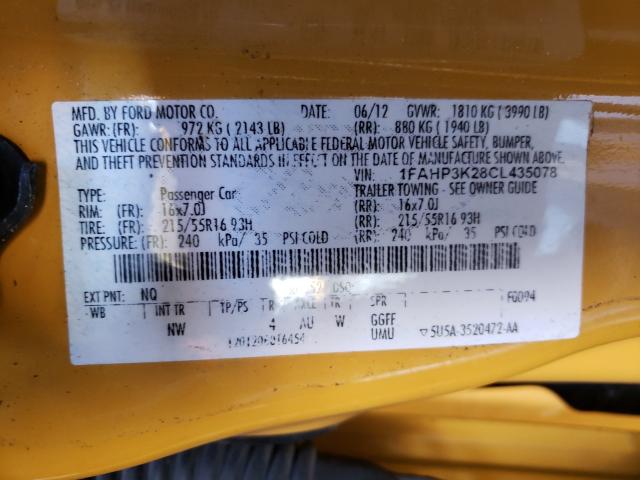 MFD. BY FORD MOTOR CO. DATE: 06/12 GVWR: 1810 KG ( 3990 LB)
GAWR: (FR): 972 KG ( 2143 LB) (RR): 880 KG ( 1940 LB)
THIS VEHICLE CONFORMS TO ALL APPLICABLE FEDERAL MOTOR VEHICLE SAFETY, BUMPER,
AND THEFT PREVENTION STANDARDS IN EFFECT ON THE DATE OF MANUFACTURE SHOWN ABOVE.
VIN: 1FAHP3K28CL435078
TYPE: Passenger Car TRAILER TOWING - SEE OWNER GUIDE
RIM: (FR): 16x7.0J (RR): 16x7.0J
TIRE: (FR): 215/55R16 93H (RR): 215/55R16 93H
PRESSURE: (FR): 240 kPa/ 35 PSI COLD (RR): 240 kPa/ 35 PSI COLD
EXT PNT: NQ DSO: F0094
WB INT TR TP/PS R AXLE TR SPR
NW 4 AU W GGFF
UMU 5U5A-3520472-AA